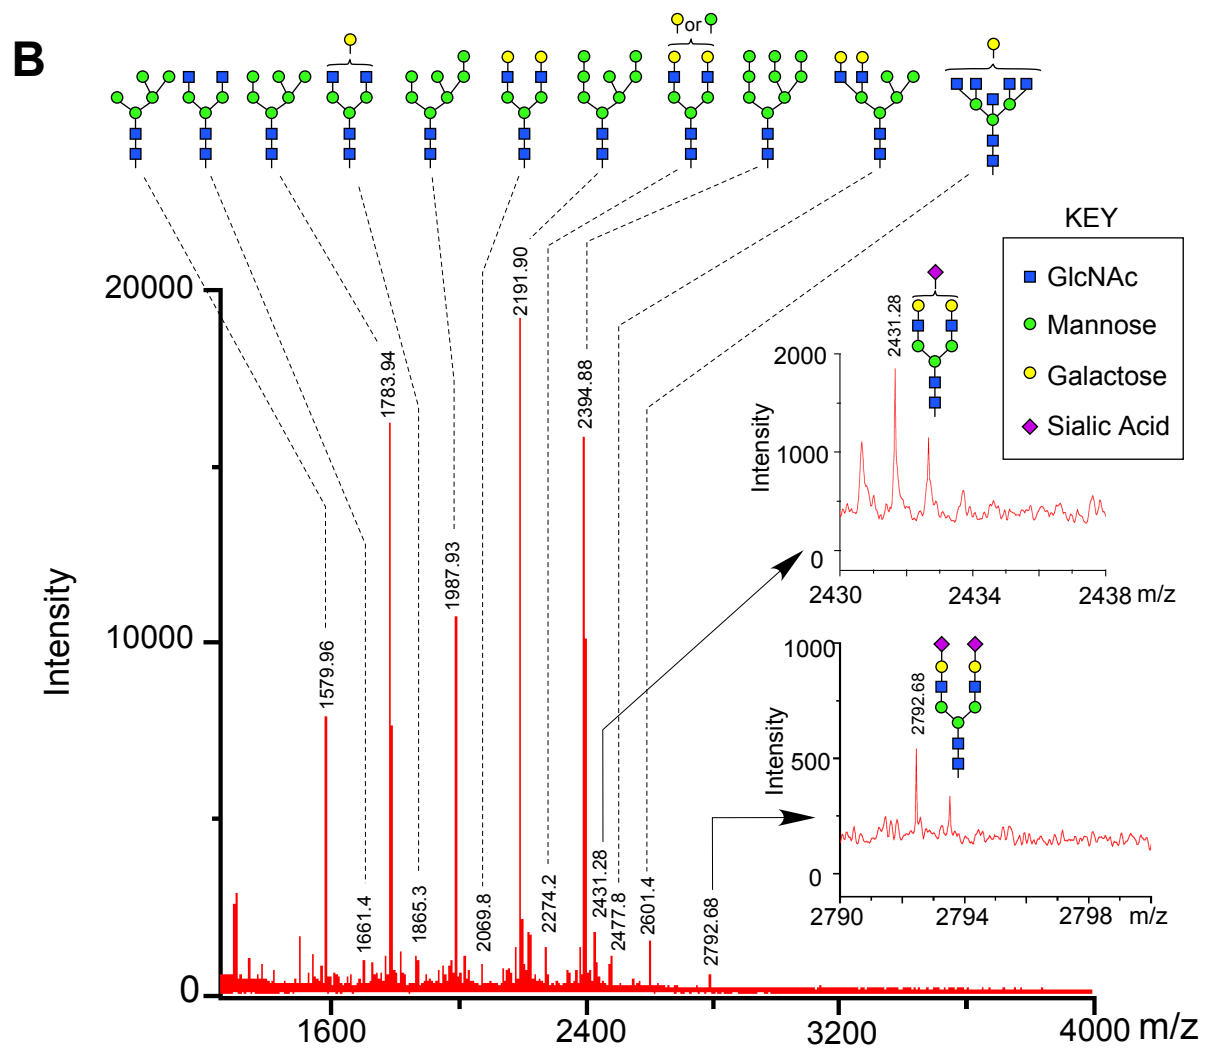 B
or
KEY
GlcNAc
Mannose
Galactose
Sialic Acid
Intensity
20000
10000
0
1579.96
1661.4
1783.94
1865.3
1987.93
2069.8
2191.90
2274.2
2394.88
2431.28
2477.8
2601.4
2792.68
1600
2400
3200
4000 m/z
Intensity
2000
1000
0
2431.28
2430
2434
2438 m/z
Intensity
1000
500
0
2792.68
2790
2794
2798
m/z